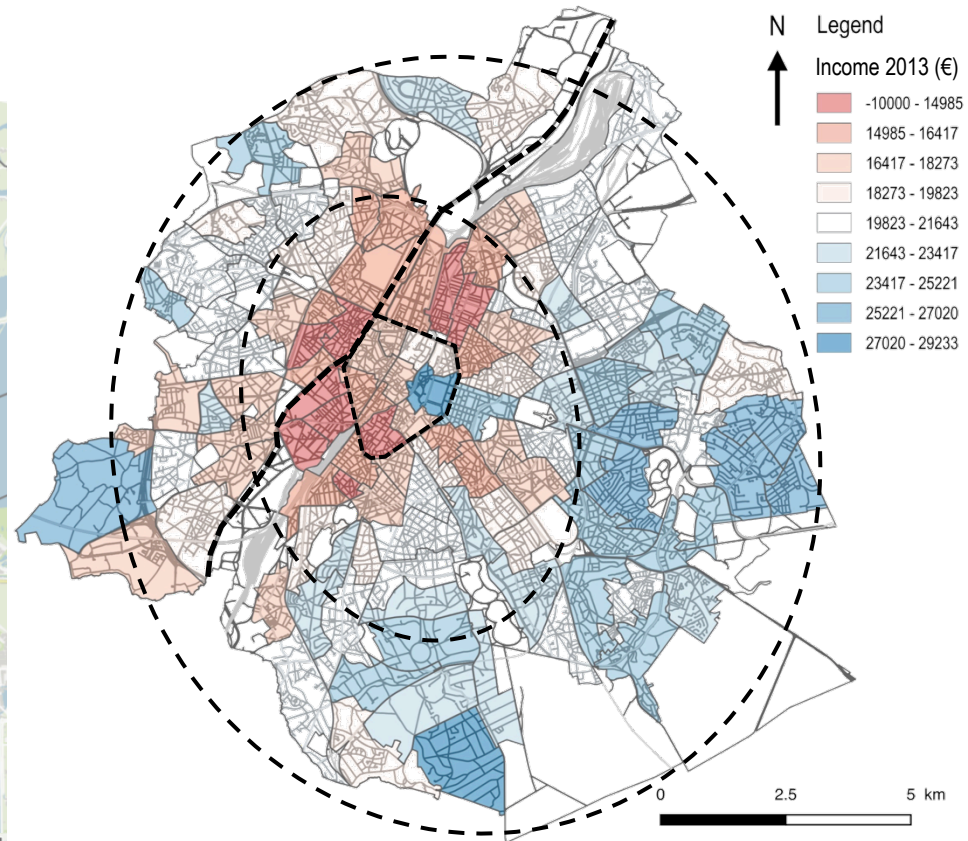 N
Legend
Income 2013 (€)
-10000 - 14985
14985 - 16417
16417 - 18273
18273 - 19823
19823 - 21643
21643 - 23417
23417 - 25221
25221 - 27020
27020 - 29233
0 2.5 5 km